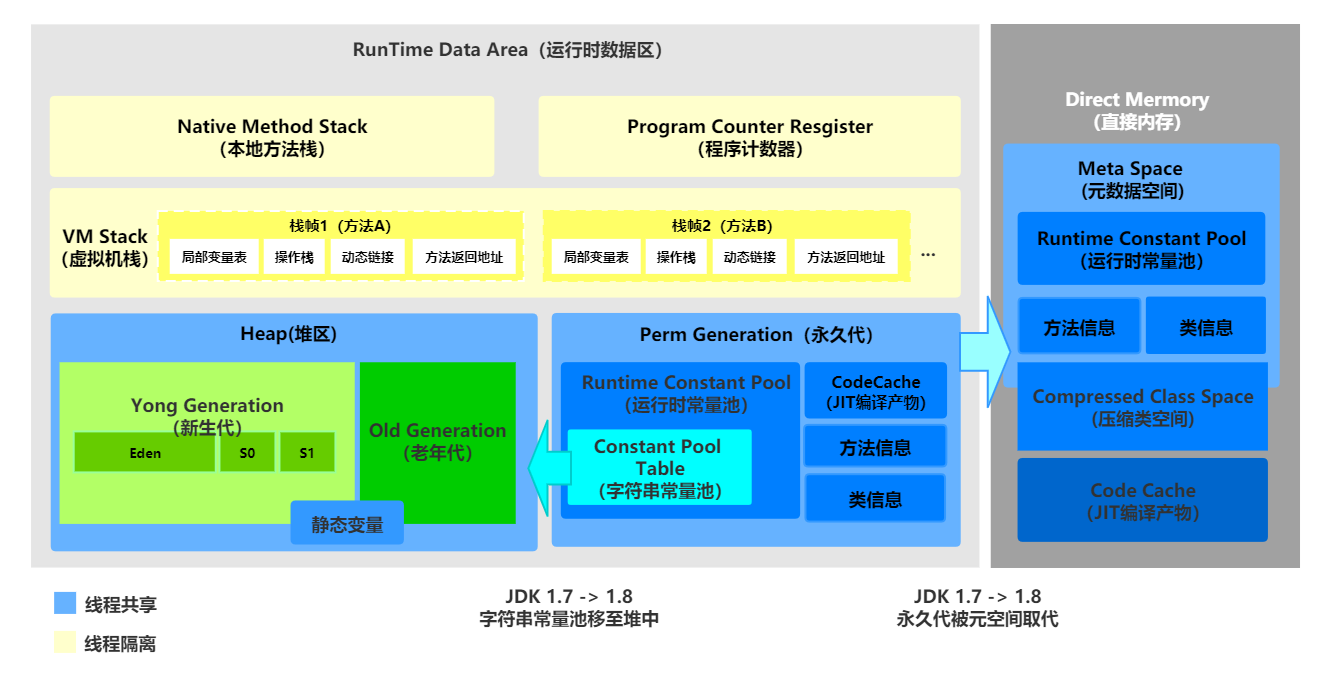 RunTime Data Area（运行时数据区）
Native Method Stack
（本地方法栈）
Program Counter Resgister
（程序计数器）
VM Stack
（虚拟机栈）
栈帧1（方法A）
局部变量表
操作栈
动态链接
方法返回地址
栈帧2（方法B）
局部变量表
操作栈
动态链接
方法返回地址
...
Heap(堆区)
Yong Generation
（新生代）
Eden
S0
S1
Old Generation
（老年代）
静态变量
Perm Generation（永久代）
Runtime Constant Pool
（运行时常量池）
Constant Pool
Table
（字符串常量池）
CodeCache
（JIT编译产物）
方法信息
类信息
Direct Mermory
（直接内存）
Meta Space
（元数据空间）
Runtime Constant Pool
（运行时常量池）
方法信息
类信息
Compressed Class Space
（压缩类空间）
Code Cache
（JIT编译产物）
线程共享
线程隔离
JDK 1.7 -> 1.8
字符串常量池移至堆中
JDK 1.7 -> 1.8
永久代被元空间取代